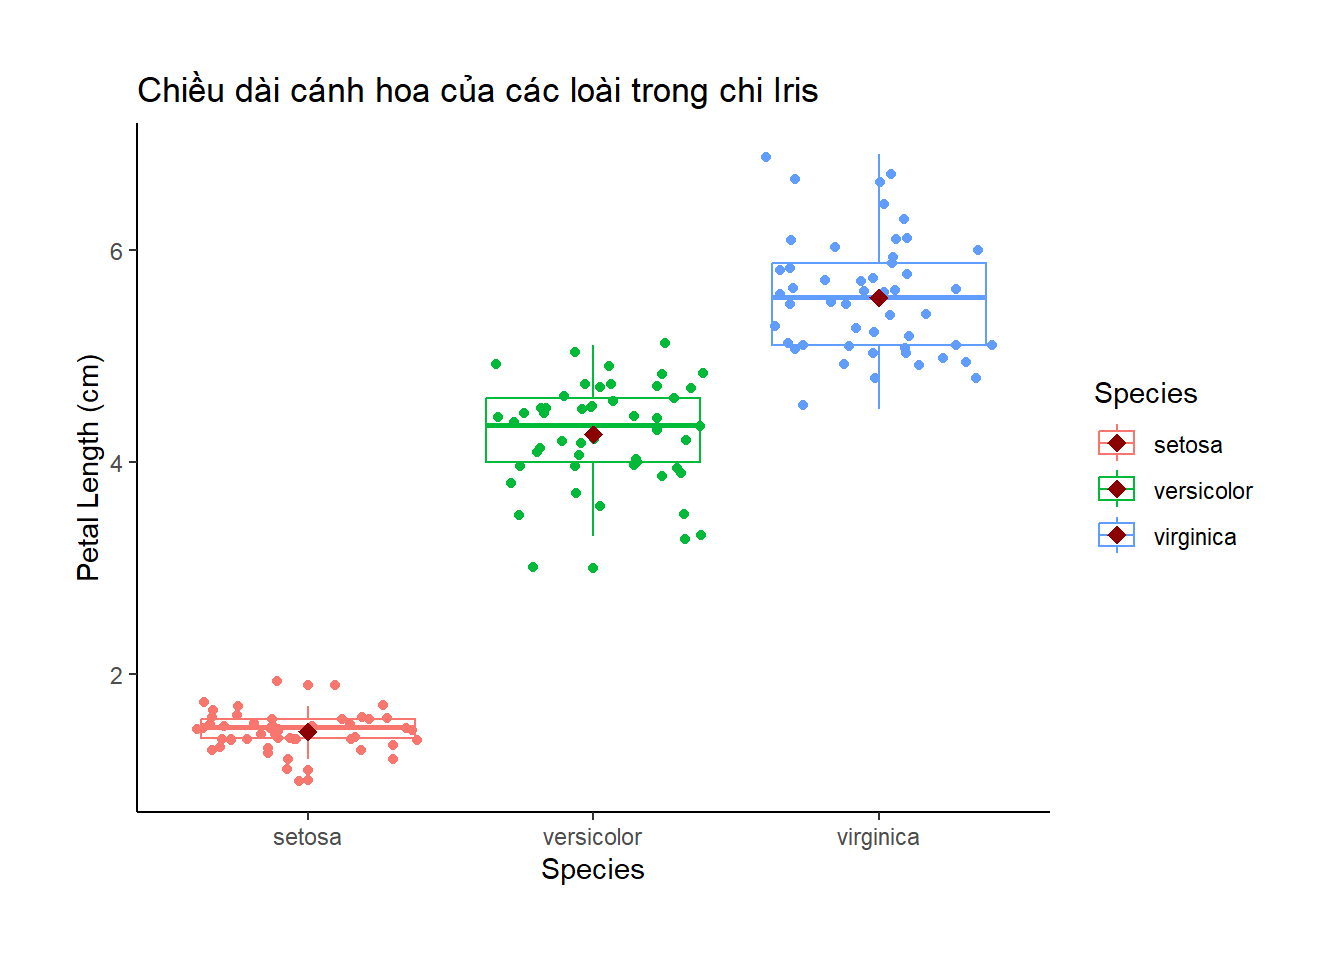 Chiều dài cánh hoa của các loài trong chi Iris
Petal Length (cm)
6
4
2
setosa versicolor virginica
Species
Species
setosa
versicolor
virginica